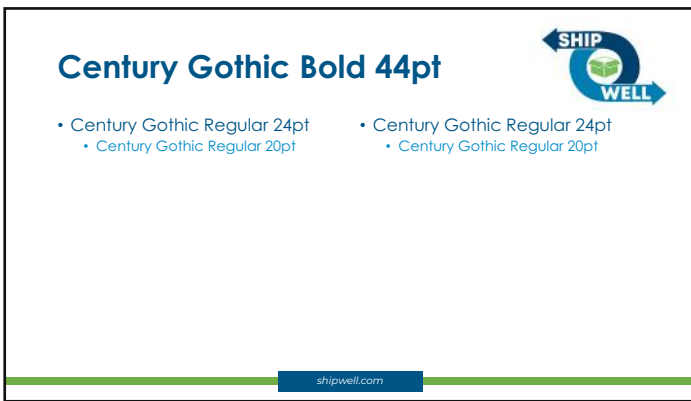 SHIP
WELL
Century Gothic Bold 44pt
• Century Gothic Regular 24pt
• Century Gothic Regular 20pt
• Century Gothic Regular 24pt
• Century Gothic Regular 20pt
shipwell.com